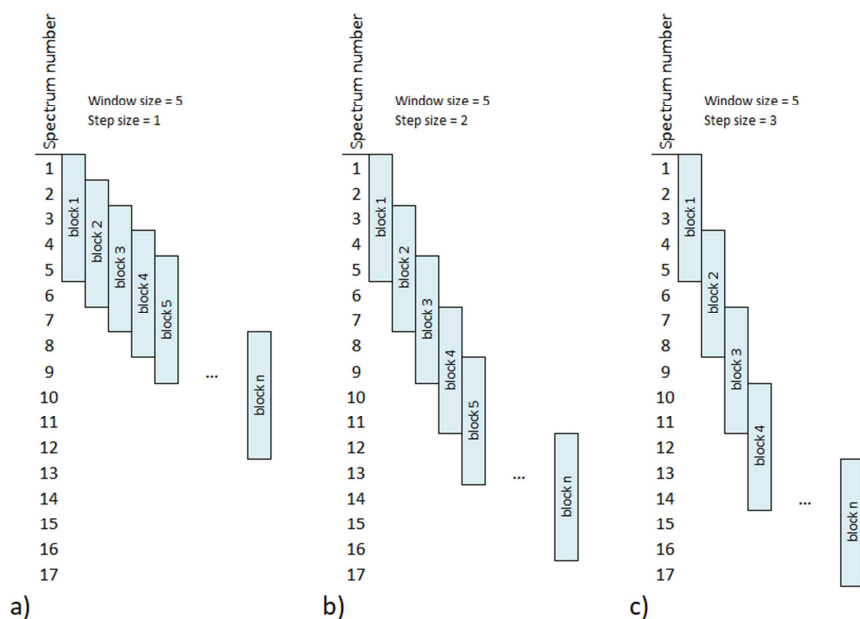 Spectrum number
Window size = 5
Step size = 1
1
2
3
4
5
6
7
8
9
10
11
12
13
14
15
16
17
block 1
block 2
block 3
block 4
block 5
...
block n
a)
Spectrum number
Window size = 5
Step size = 2
1
2
3
4
5
6
7
8
9
10
11
12
13
14
15
16
17
block 1
block 2
block 3
block 4
block 5
...
block n
b)
Spectrum number
Window size = 5
Step size = 3
1
2
3
4
5
6
7
8
9
10
11
12
13
14
15
16
17
block 1
block 2
block 3
block 4
...
block n
c)